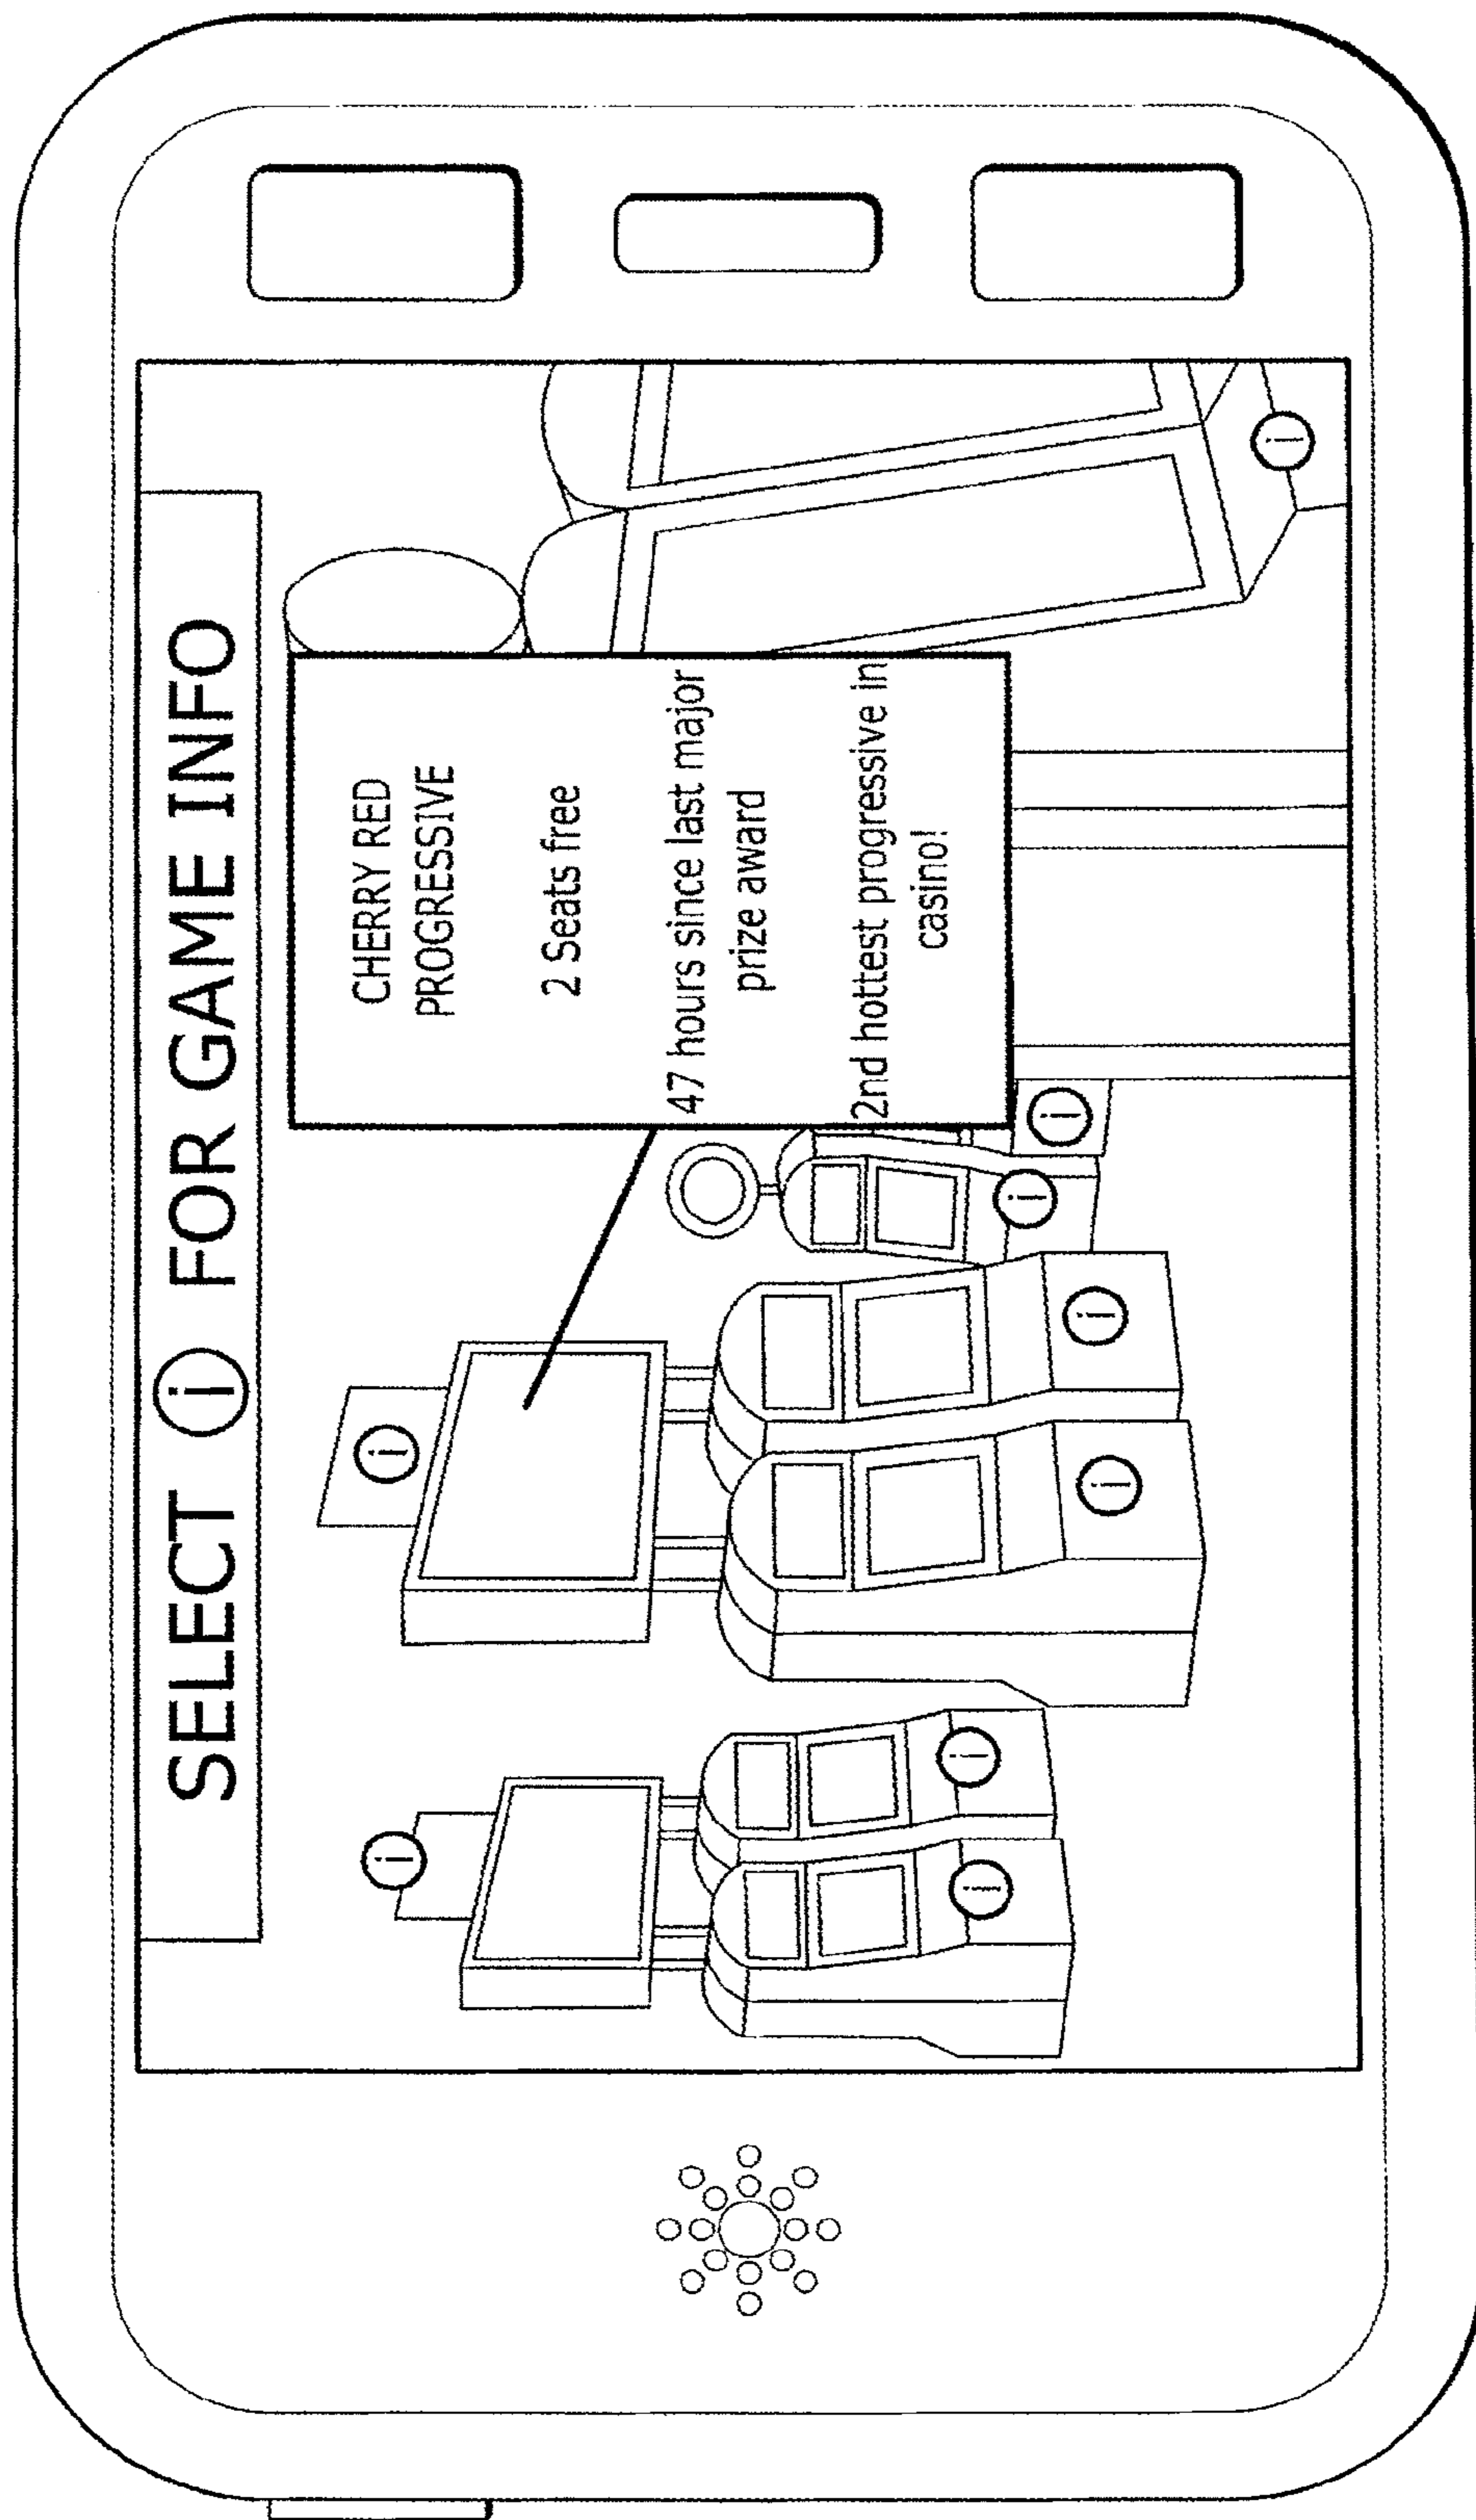 SELECT i FOR GAME INFO
CHERRY RED
PROGRESSIVE
2 Seats free
47 hours since last major
prize award
2nd hottest progressive in
casino!
i
i
i
i
i
i
i
i
i